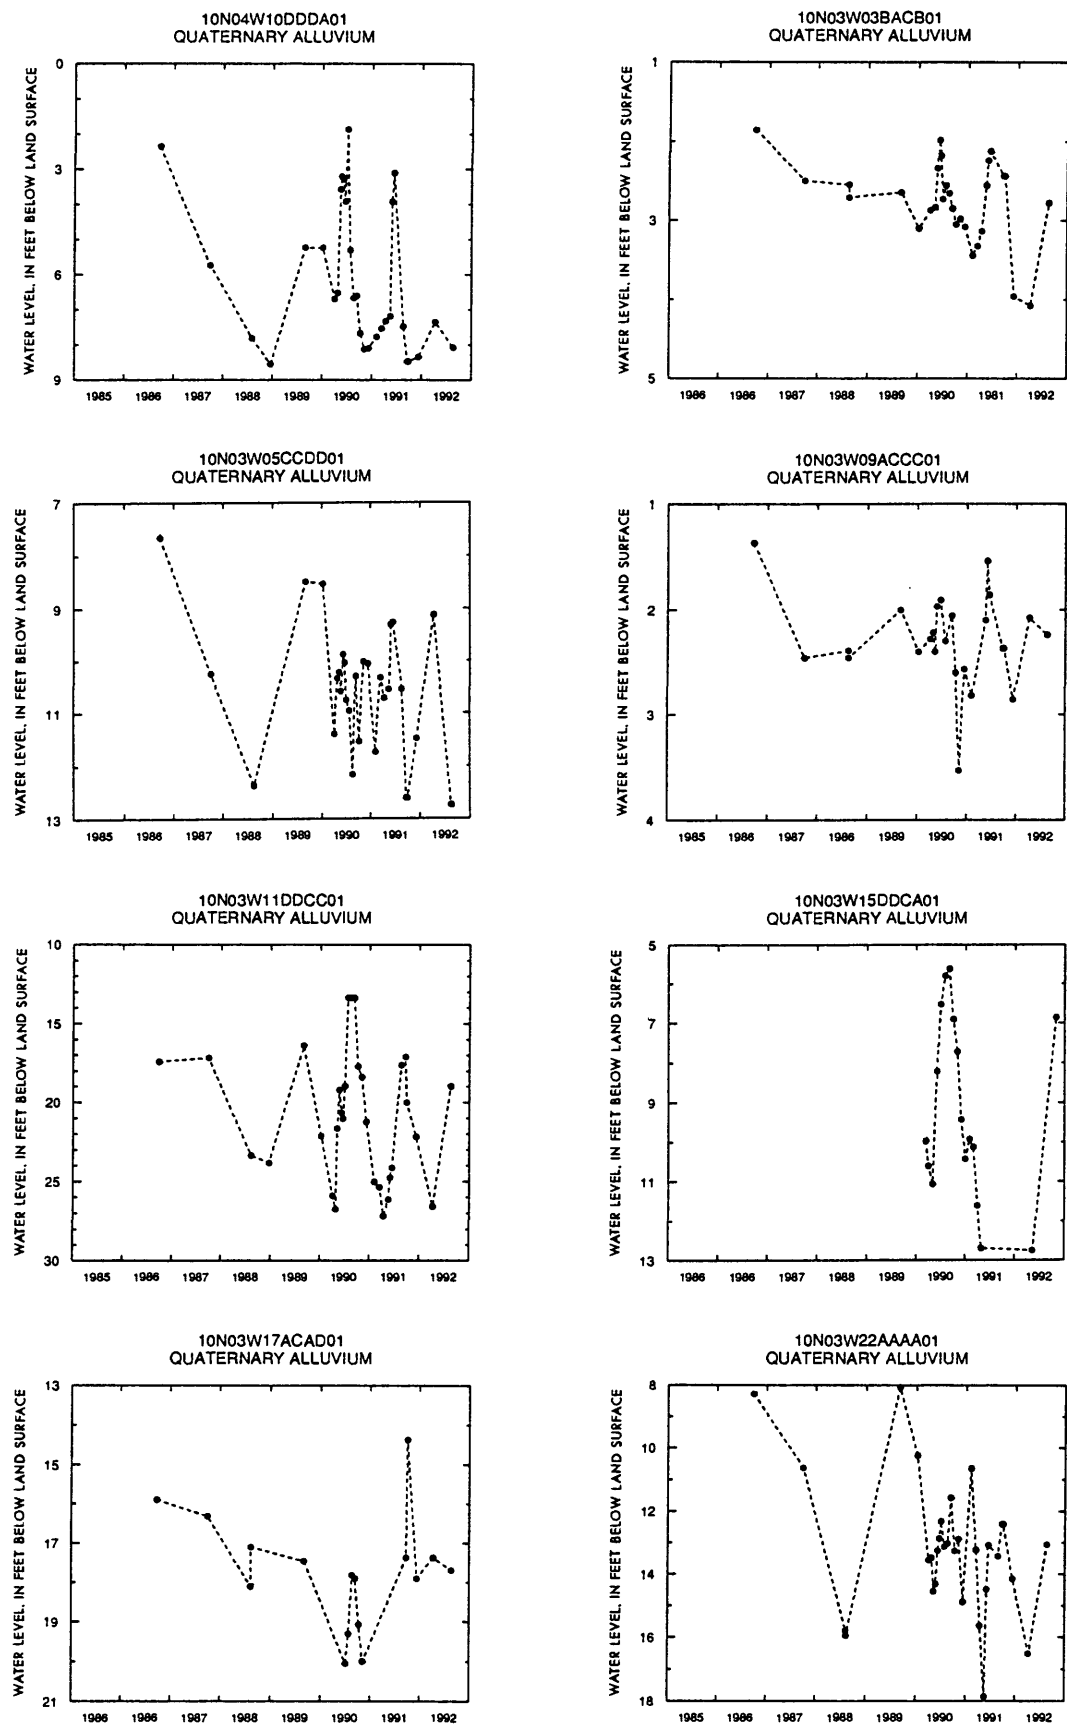 10N04W10DDDA01
QUATERNARY ALLUVIUM
WATER LEVEL, IN FEET BELOW LAND SURFACE
0
3
6
9
1985 1986 1987 1988 1989 1990 1991 1992
10N03W03BACB01
QUATERNARY ALLUVIUM
WATER LEVEL, IN FEET BELOW LAND SURFACE
1
3
5
1986 1986 1987 1988 1989 1990 1981 1992
10N03W05CCDD01
QUATERNARY ALLUVIUM
WATER LEVEL, IN FEET BELOW LAND SURFACE
7
9
11
13
1985 1986 1987 1988 1989 1990 1991 1992
10N03W09ACCC01
QUATERNARY ALLUVIUM
WATER LEVEL, IN FEET BELOW LAND SURFACE
1
2
3
4
1985 1986 1987 1986 1989 1990 1991 1992
10N03W11DDCC01
QUATERNARY ALLUVIUM
WATER LEVEL, IN FEET BELOW LAND SURFACE
10
15
20
25
30
1985 1986 1987 1988 1989 1990 1991 1992
10N03W15DDCA01
QUATERNARY ALLUVIUM
WATER LEVEL, IN FEET BELOW LAND SURFACE
5
7
9
11
13
1986 1986 1987 1988 1989 1990 1991 1992
10N03W17ACAD01
QUATERNARY ALLUVIUM
WATER LEVEL, IN FEET BELOW LAND SURFACE
13
15
17
19
21
1986 1986 1987 1988 1989 1990 1991 1992
10N03W22AAAA01
QUATERNARY ALLUVIUM
WATER LEVEL, IN FEET BELOW LAND SURFACE
8
10
12
14
16
18
1985 1986 1987 1988 1989 1990 1991 1992